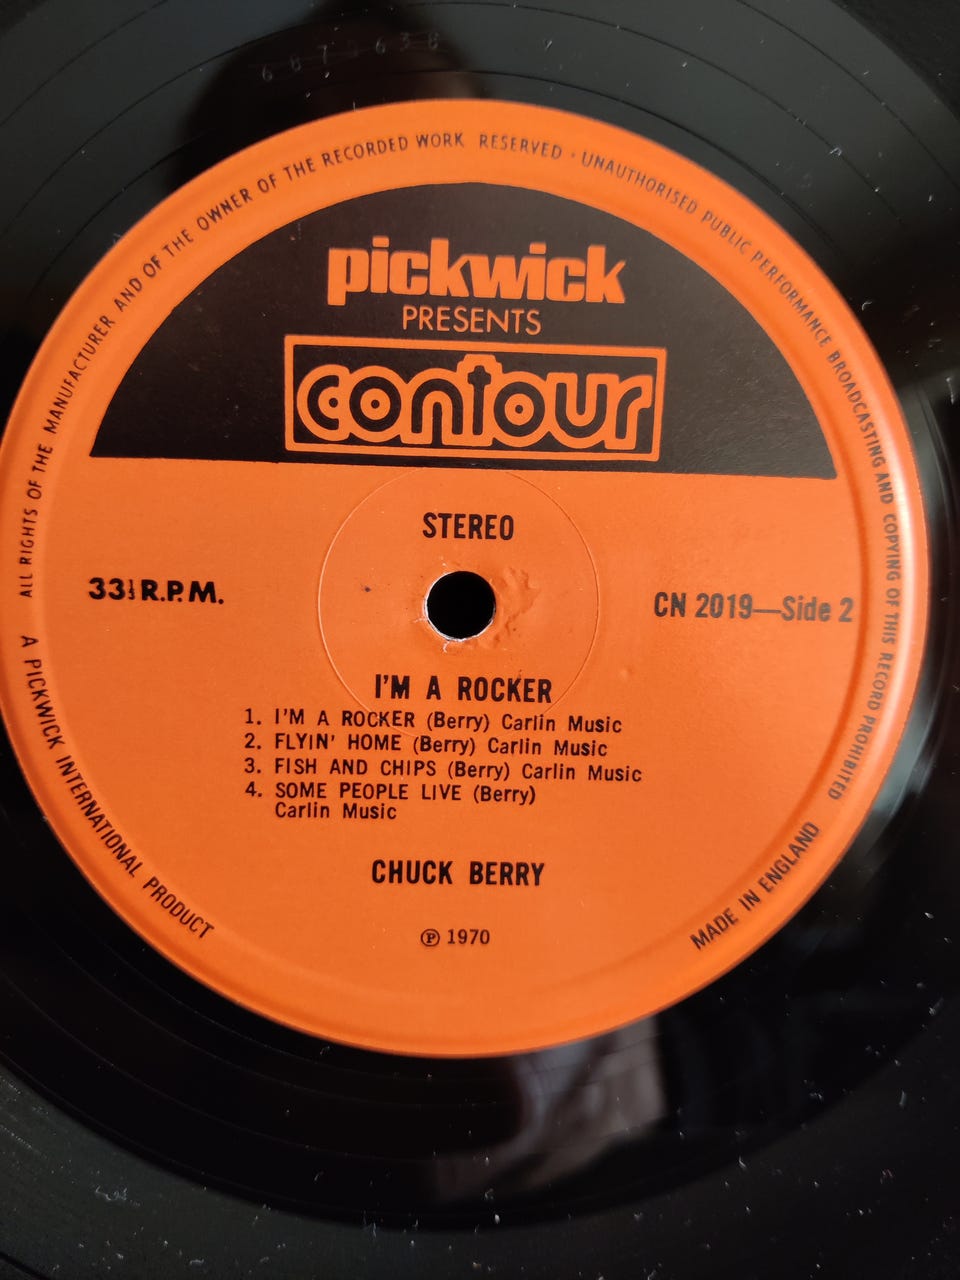 ALL RIGHTS OF THE MANUFACTURER AND OF THE OWNER OF THE RECORDED WORK RESERVED · UNAUTHORISED PUBLIC PERFORMANCE BROADCASTING AND COPYING OF THIS RECORD PROHIBITED
pickwick
PRESENTS
contour
STEREO
33⅓ R.P.M.
CN 2019—Side 2
I'M A ROCKER
1. I'M A ROCKER (Berry) Carlin Music
2. FLYIN' HOME (Berry) Carlin Music
3. FISH AND CHIPS (Berry) Carlin Music
4. SOME PEOPLE LIVE (Berry)
Carlin Music
CHUCK BERRY
℗ 1970
A PICKWICK INTERNATIONAL PRODUCT
MADE IN ENGLAND